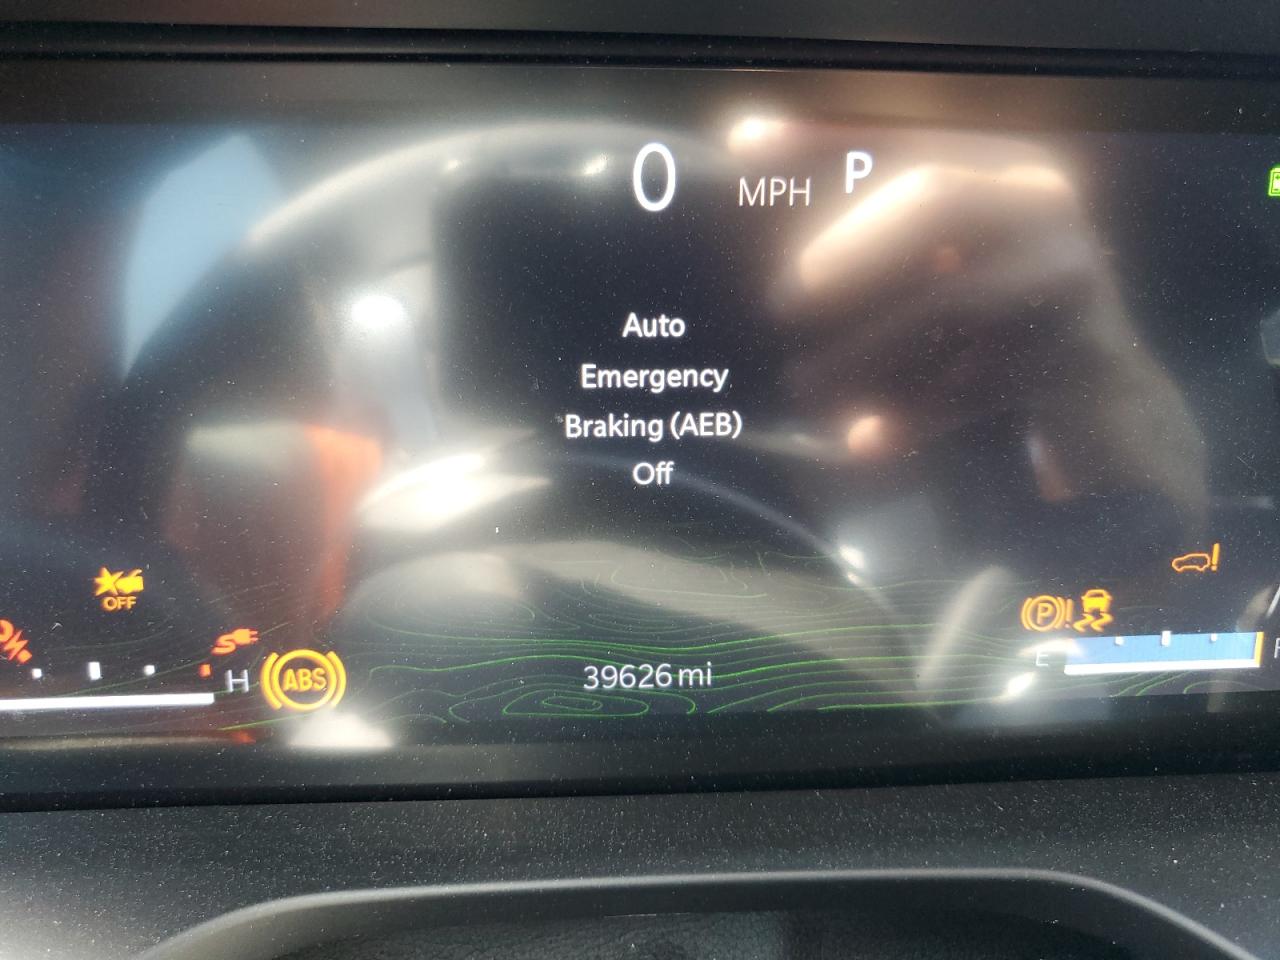 0 MPH P
Auto
Emergency
Braking (AEB)
Off
OFF
P!
!
H ABS
39626 mi
E